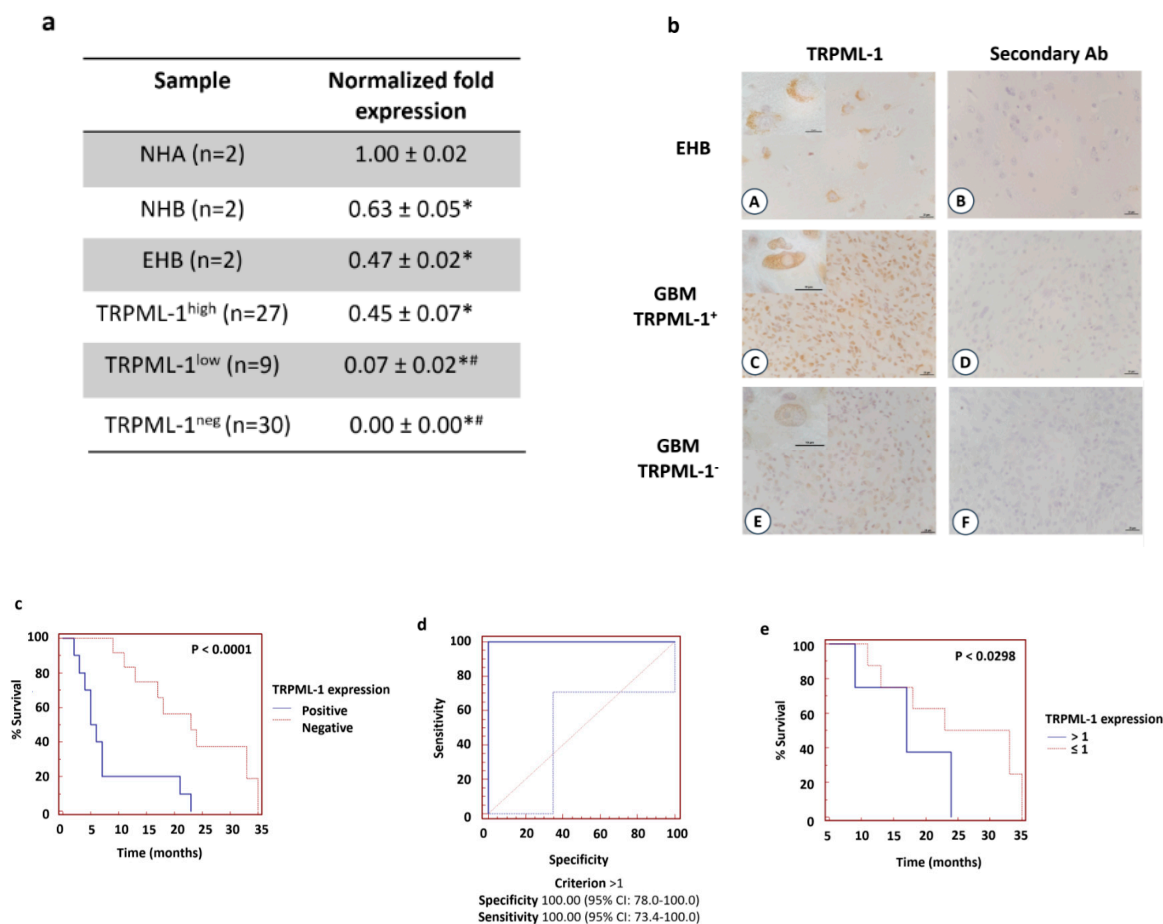 a
Sample Normalized fold expression
NHA (n=2) 1.00 ± 0.02
NHB (n=2) 0.63 ± 0.05*
EHB (n=2) 0.47 ± 0.02*
TRPML-1high (n=27) 0.45 ± 0.07*
TRPML-1low (n=9) 0.07 ± 0.02*#
TRPML-1neg (n=30) 0.00 ± 0.00*#
b
TRPML-1 Secondary Ab
EHB
A
B
GBM
TRPML-1+
C
D
GBM
TRPML-1-
E
F
c
P < 0.0001
% Survival
100
80
60
40
20
0
0 5 10 15 20 23 30 35
Time (months)
TRPML-1 expression
Positive
Negative
d
Sensitivity
100
80
60
40
20
0
0 20 40 60 80 100
Specificity
Criterion >1
Specificity 100.00 (95% CI: 78.0-100.0)
Sensitivity 100.00 (95% CI: 73.4-100.0)
e
P < 0.0298
% Survival
100
80
60
40
20
0
5 10 15 20 24 30 35
Time (months)
TRPML-1 expression
> 1
≤ 1